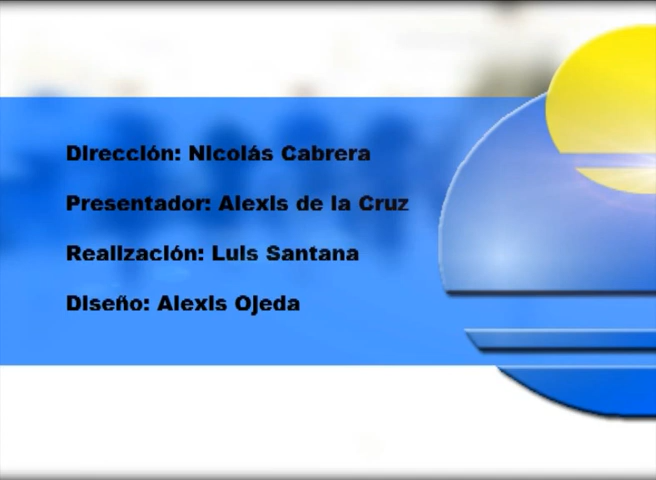 Dirección: Nicolás Cabrera
Presentador: Alexis de la Cruz
Realización: Luis Santana
Diseño: Alexis Ojeda